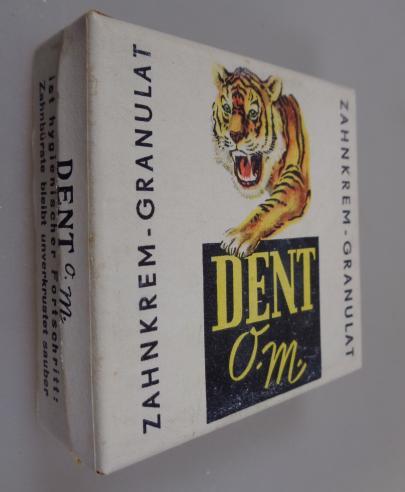 ZAHNKREM-GRANULAT
DENT
O.M.
ZAHNKREM-GRANULAT
DENT O.M.
ist hygienischer Fortschritt:
Zahnbürste bleibt unverkrustet sauber